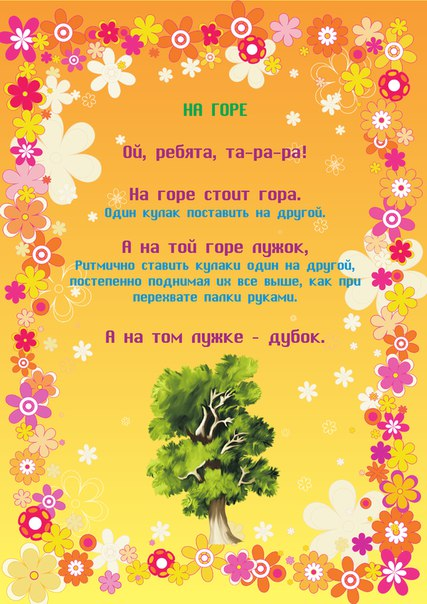 НА ГОРЕ
Ой, ребята, та-ра-ра!
На горе стоит гора.
Один кулак поставить на другой.
А на той горе лужок,
Ритмично ставить кулаки один на другой,
постепенно поднимая их все выше, как при
перехвате палки руками.
А на том лужке - дубок.